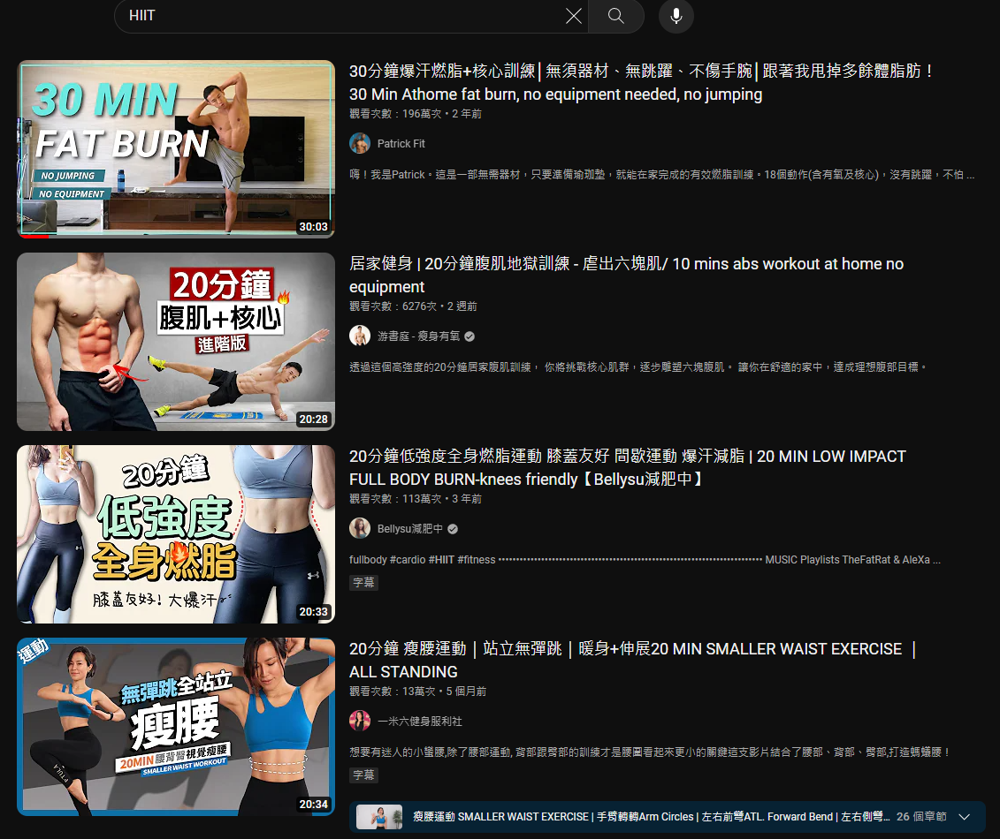 HIIT
30 MIN
FAT BURN
NO JUMPING
NO EQUIPMENT
30:03
30分鐘爆汗燃脂+核心訓練│無須器材、無跳躍、不傷手腕│跟著我甩掉多餘體脂肪！
30 Min Athome fat burn, no equipment needed, no jumping
觀看次數：196萬次・2 年前
Patrick Fit
嗨！我是Patrick。這是一部無需器材，只要準備瑜珈墊，就能在家完成的有效燃脂訓練。18個動作(含有氧及核心)，沒有跳躍，不怕 ...
20分鐘
腹肌+核心
進階版
20:28
居家健身 | 20分鐘腹肌地獄訓練 - 虐出六塊肌/ 10 mins abs workout at home no
equipment
觀看次數：6276次・2 週前
游書庭 - 瘦身有氧
透過這個高強度的20分鐘居家腹肌訓練， 你將挑戰核心肌群，逐步雕塑六塊腹肌。 讓你在舒適的家中，達成理想腹部目標。
20分鐘
低強度
全身燃脂
膝蓋友好! 大爆汗
20:33
20分鐘低強度全身燃脂運動 膝蓋友好 間歇運動 爆汗減脂 | 20 MIN LOW IMPACT
FULL BODY BURN-knees friendly【Bellysu減肥中】
觀看次數：113萬次・3 年前
Bellysu減肥中
fullbody #cardio #HIIT #fitness •••••••••••••••••••••••••••••••••••••••••••••••••••••••••••••••••••••••••• MUSIC Playlists TheFatRat & AleXa ...
字幕
運動
無彈跳全站立
瘦腰
20MIN 腰背臀視覺瘦腰
SMALLER WAIST WORKOUT
20:34
20分鐘 瘦腰運動｜站立無彈跳｜暖身+伸展20 MIN SMALLER WAIST EXERCISE ｜
ALL STANDING
觀看次數：13萬次・5 個月前
一米六健身服利社
想要有迷人的小蠻腰,除了腰部運動, 背部跟臀部的訓練才是腰圍看起來更小的關鍵這支影片結合了腰部、背部、臀部,打造螞蟻腰！
字幕
瘦腰運動 SMALLER WAIST EXERCISE | 手臂轉轉Arm Circles | 左右前彎ATL. Forward Bend | 左右側彎... 26 個章節